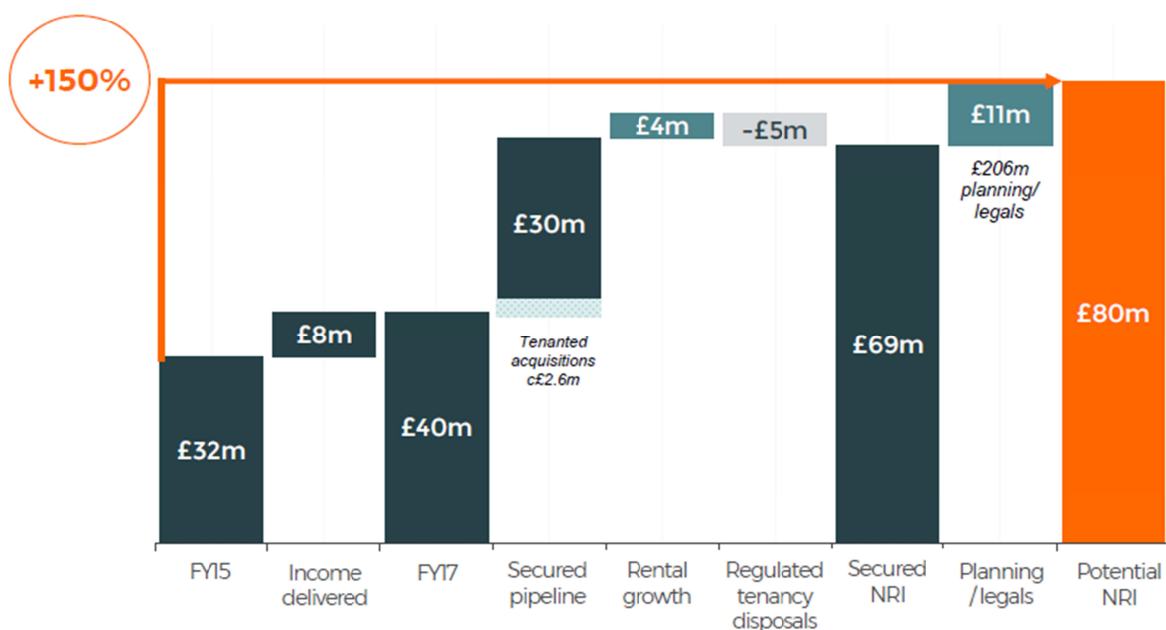 +150%
£4m
-£5m
£11m
£206m
planning/
legals
£30m
£8m
Tenanted
acquisitions
c£2.6m
£32m
£40m
£69m
£80m
FY15
Income
delivered
FY17
Secured
pipeline
Rental
growth
Regulated
tenancy
disposals
Secured
NRI
Planning
/legals
Potential
NRI